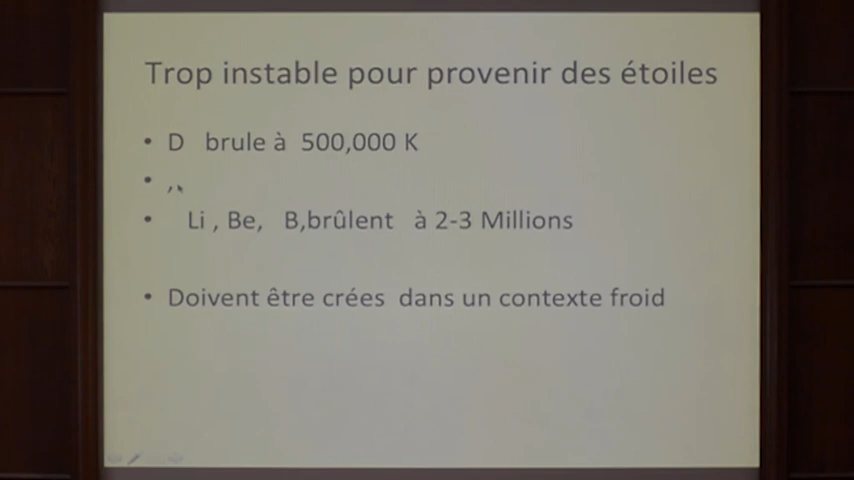 Trop instable pour provenir des étoiles
• D brule à 500,000 K
• ,,
• Li , Be, B,brûlent à 2-3 Millions
• Doivent être crées dans un contexte froid